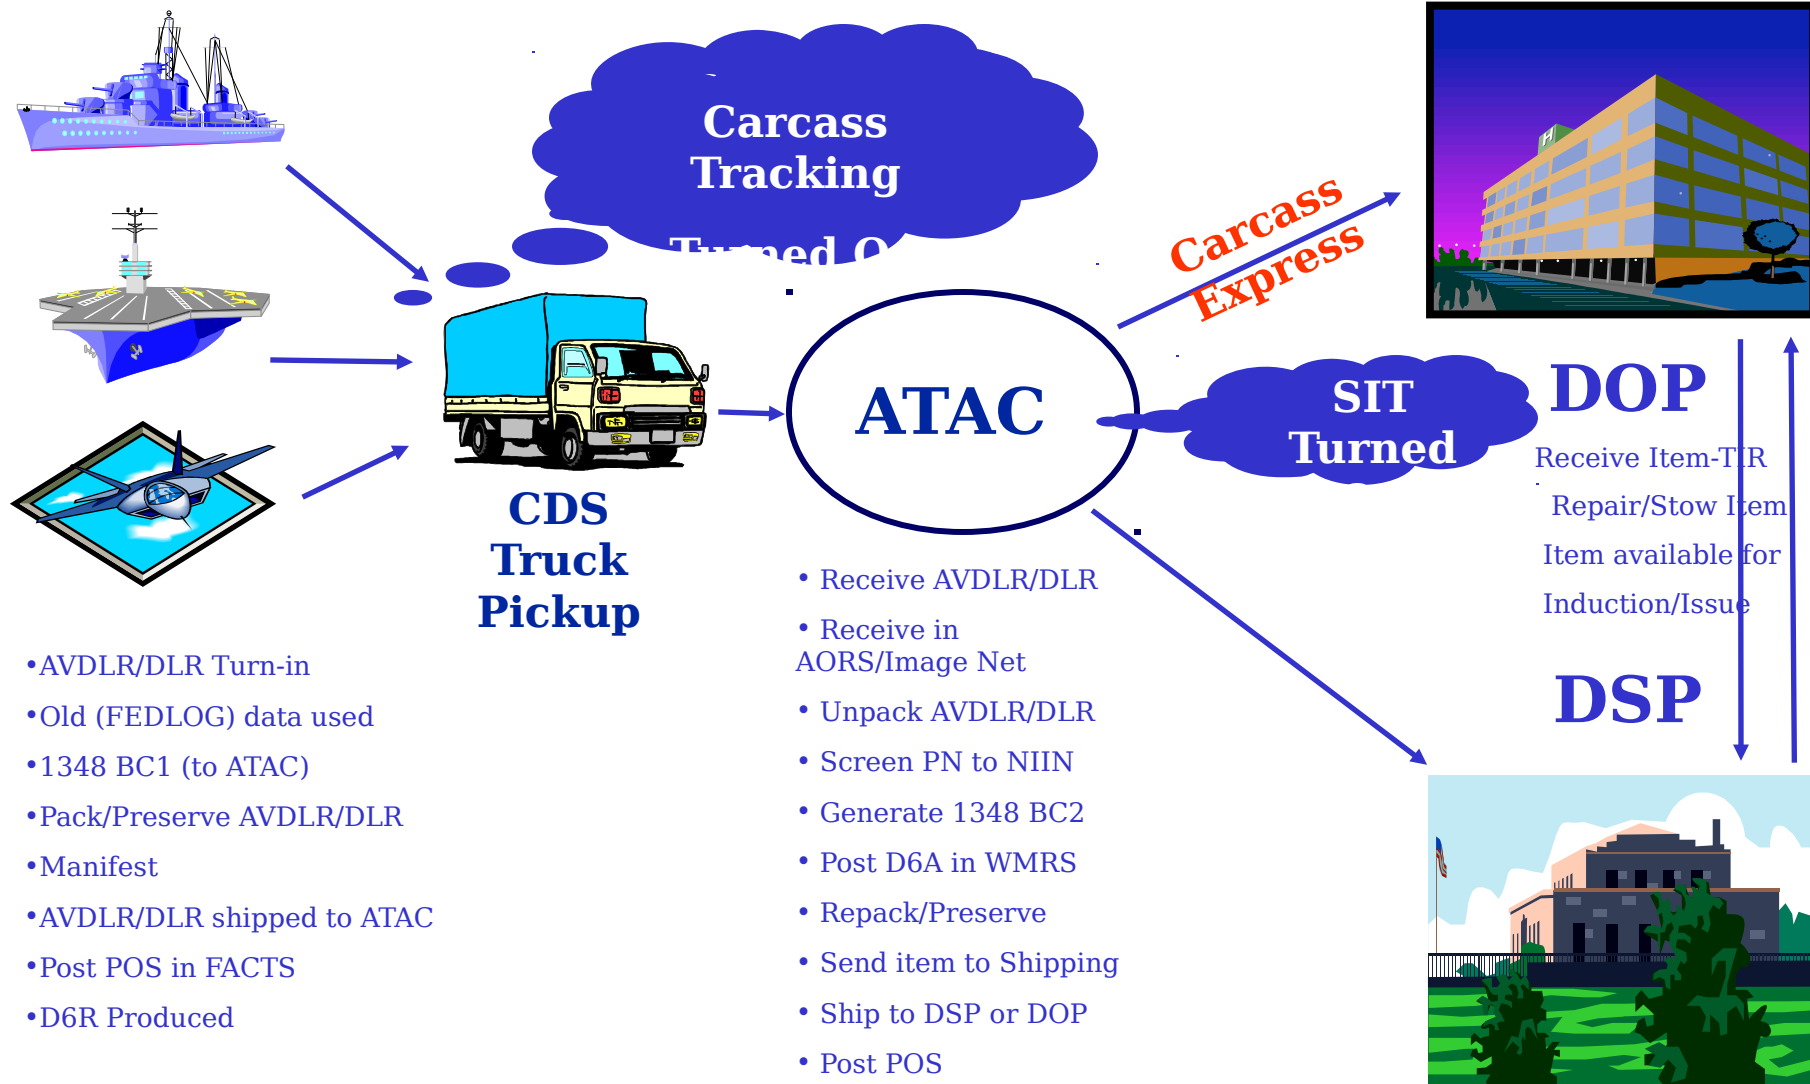 Carcass
Tracking
Turned O
Carcass
Express
ATAC
SIT
Turned
DOP
Receive Item-TIR
Repair/Stow Item
Item available for
Induction/Issue
DSP
CDS
Truck
Pickup
•AVDLR/DLR Turn-in
•Old (FEDLOG) data used
•1348 BC1 (to ATAC)
•Pack/Preserve AVDLR/DLR
•Manifest
•AVDLR/DLR shipped to ATAC
•Post POS in FACTS
•D6R Produced
• Receive AVDLR/DLR
• Receive in
AORS/Image Net
• Unpack AVDLR/DLR
• Screen PN to NIIN
• Generate 1348 BC2
• Post D6A in WMRS
• Repack/Preserve
• Send item to Shipping
• Ship to DSP or DOP
• Post POS
H